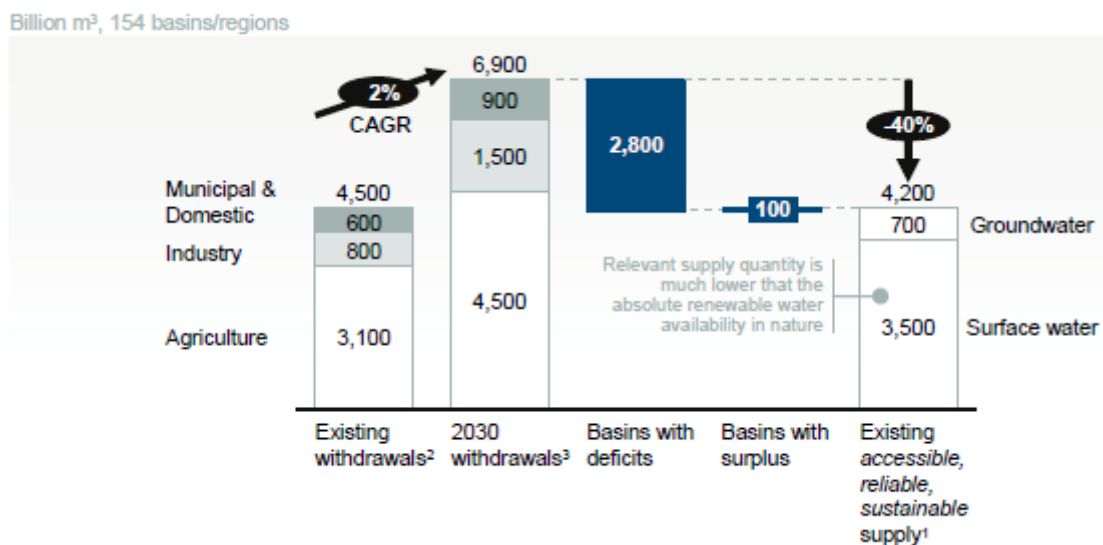 Billion m³, 154 basins/regions
6,900
2%
CAGR
900
1,500
4,500
2,800
-40%
Municipal &
Domestic
Industry
Agriculture
4,500
600
800
3,100
100
4,200
700
3,500
Groundwater
Surface water
Relevant supply quantity is
much lower that the
absolute renewable water
availability in nature
Existing
withdrawals²
2030
withdrawals³
Basins with
deficits
Basins with
surplus
Existing
accessible,
reliable,
sustainable
supply¹